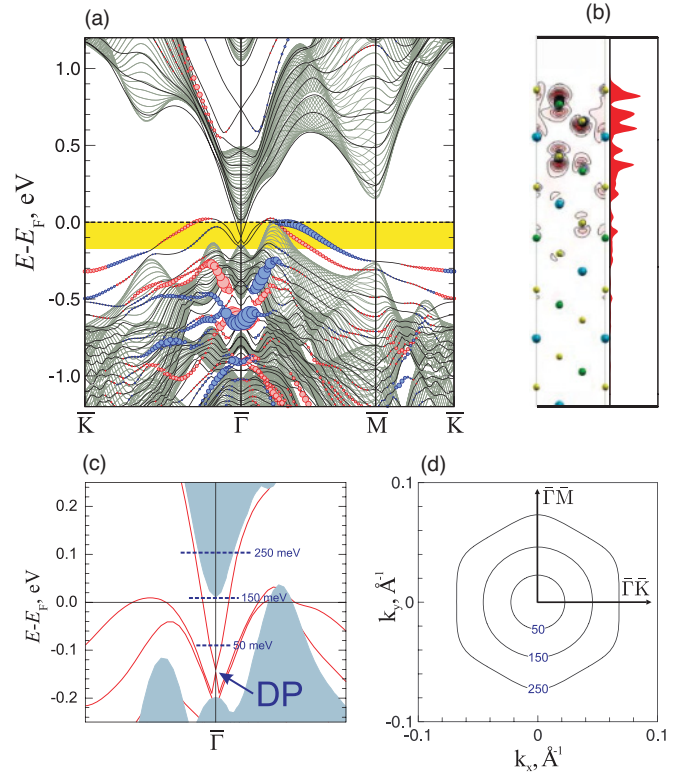 (a)
(b)
E-E_F, eV
1.0
0.5
0.0
-0.5
-1.0
K̅
Γ̅
M̅
K̅
(c)
(d)
E-E_F, eV
0.2
0.1
0.0
-0.1
-0.2
250 meV
150 meV
50 meV
DP
Γ̅
k_y, Å⁻¹
0.1
0
-0.1
Γ̅M̅
Γ̅K̅
50
150
250
-0.1
0
0.1
k_x, Å⁻¹